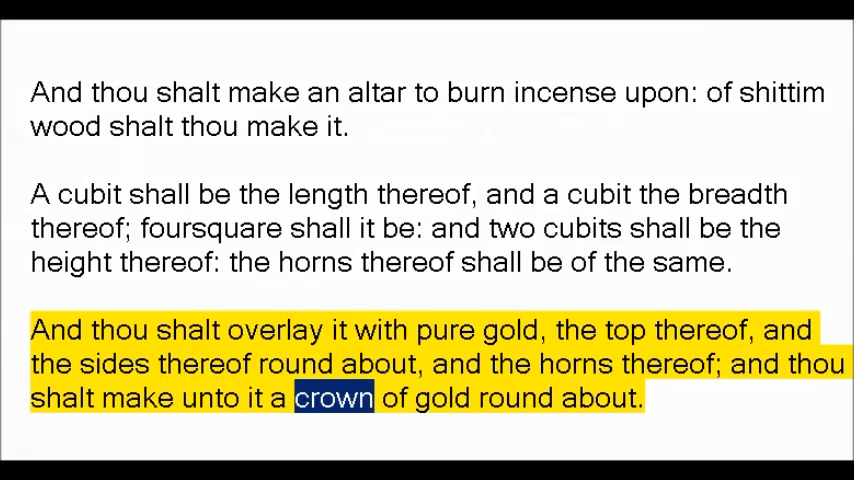 And thou shalt make an altar to burn incense upon: of shittim
wood shalt thou make it.
A cubit shall be the length thereof, and a cubit the breadth
thereof; foursquare shall it be: and two cubits shall be the
height thereof: the horns thereof shall be of the same.
And thou shalt overlay it with pure gold, the top thereof, and
the sides thereof round about, and the horns thereof; and thou
shalt make unto it a crown of gold round about.